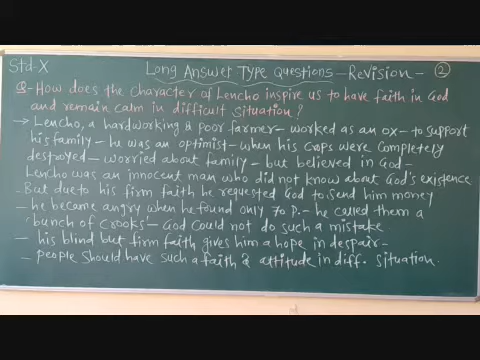 Std-X
Long Answer Type Questions - Revision - ②
Q- How does the character of Lencho inspire us to have faith in God
and remain calm in difficult situation?
→ Lencho, a hardworking & poor farmer - worked as an ox - to support
his family - he was an optimist - when his crops were completely
destroyed - worried about family - but believed in God -
Lencho was an innocent man who did not know about God's existence
- But due to his firm faith he requested God to send him money
- he became angry when he found only 70 P. - he called them a
'bunch of crooks' - God could not do such a mistake
- his blind but firm faith gives him a hope in despair -
- people should have such a faith & attitude in diff. situation.